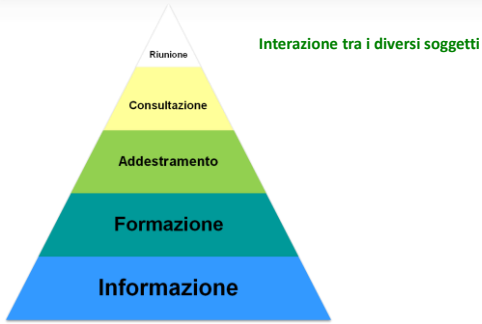 Interazione tra i diversi soggetti
Riunione
Consultazione
Addestramento
Formazione
Informazione